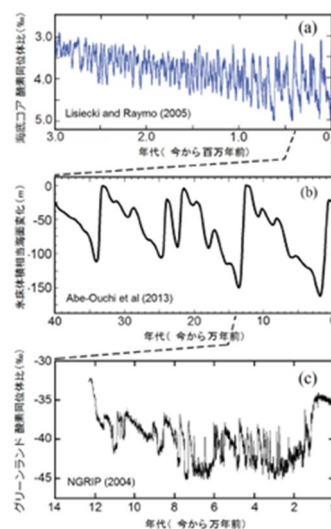 (a)
海底コア 酸素同位体比(‰)
3.0
4.0
5.0
Lisiecki and Raymo (2005)
3.0 2.0 1.0 0
年代(今から百万年前)
(b)
氷床体積相当海面変化(m)
0
-50
-100
-150
Abe-Ouchi et al (2013)
40 30 20 10 0
年代(今から万年前)
(c)
グリーンランド 酸素同位体比(‰)
-30
-35
-40
-45
NGRIP (2004)
14 12 10 8 6 4 2 0
年代(今から万年前)